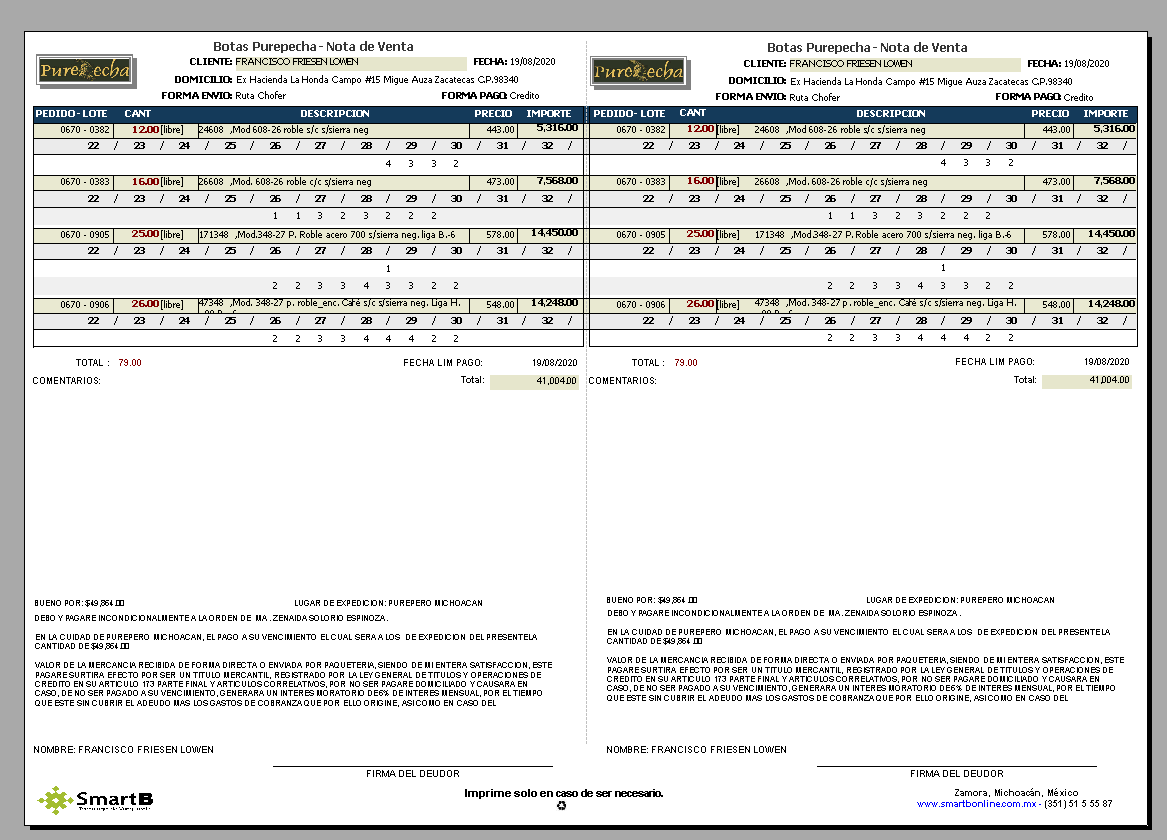 Botas Purepecha - Nota de Venta
Purépecha
CLIENTE: FRANCISCO FRIESEN LOWEN FECHA: 19/08/2020
DOMICILIO: Ex Hacienda La Honda Campo #15 Migue Auza Zacatecas C.P.98340
FORMA ENVIO: Ruta Chofer FORMA PAGO: Credito
PEDIDO - LOTE CANT DESCRIPCION PRECIO IMPORTE
0670 - 0382 12.00 [libre] 24608 ,Mod 608-26 roble s/c s/sierra neg 443.00 5,316.00
22 / 23 / 24 / 25 / 26 / 27 / 28 / 29 / 30 / 31 / 32 /
4 3 3 2
0670 - 0383 16.00 [libre] 26608 ,Mod. 608-26 roble c/c s/sierra neg 473.00 7,568.00
22 / 23 / 24 / 25 / 26 / 27 / 28 / 29 / 30 / 31 / 32 /
1 1 3 2 3 2 2 2
0670 - 0905 25.00 [libre] 171348 ,Mod.348-27 P. Roble acero 700 s/sierra neg. liga B.-6 578.00 14,450.00
22 / 23 / 24 / 25 / 26 / 27 / 28 / 29 / 30 / 31 / 32 /
1
2 2 3 3 4 3 3 2 2
0670 - 0906 26.00 [libre] 47348 ,Mod. 348-27 p. roble_enc. Café s/c s/sierra neg. Liga H. 548.00 14,248.00
22 / 23 / 24 / 25 / 26 / 27 / 28 / 29 / 30 / 31 / 32 /
2 2 3 3 4 4 4 2 2
TOTAL : 79.00 FECHA LIM PAGO: 19/08/2020
COMENTARIOS: Total: 41,004.00
BUENO POR: $49,864.00 LUGAR DE EXPEDICION: PUREPERO MICHOACAN
DEBO Y PAGARE INCONDICIONALMENTE A LA ORDEN DE MA . ZENAIDA SOLORIO ESPINOZA .
EN LA CUIDAD DE PUREPERO MICHOACAN, EL PAGO A SU VENCIMIENTO EL CUAL SERA A LOS DE EXPEDICION DEL PRESENTE LA
CANTIDAD DE $49,864.00
VALOR DE LA MERCANCIA RECIBIDA DE FORMA DIRECTA O ENVIADA POR PAQUETERIA, SIENDO DE MI ENTERA SATISFACCION, ESTE
PAGARE SURTIRA EFECTO POR SER UN TITULO MERCANTIL, REGISTRADO POR LA LEY GENERAL DE TITULOS Y OPERACIONES DE
CREDITO EN SU ARTICULO 173 PARTE FINAL Y ARTICULOS CORRELATIVOS, POR NO SER PAGARE DOMICILIADO Y CAUSARA EN
CASO, DE NO SER PAGADO A SU VENCIMIENTO, GENERARA UN INTERES MORATORIO DE 6% DE INTERES MENSUAL, POR EL TIEMPO
QUE ESTE SIN CUBRIR EL ADEUDO MAS LOS GASTOS DE COBRANZA QUE POR ELLO ORIGINE, ASI COMO EN CASO DEL
NOMBRE: FRANCISCO FRIESEN LOWEN
FIRMA DEL DEUDOR
Botas Purepecha - Nota de Venta
Purépecha
CLIENTE: FRANCISCO FRIESEN LOWEN FECHA: 19/08/2020
DOMICILIO: Ex Hacienda La Honda Campo #15 Migue Auza Zacatecas C.P.98340
FORMA ENVIO: Ruta Chofer FORMA PAGO: Credito
PEDIDO - LOTE CANT DESCRIPCION PRECIO IMPORTE
0670 - 0382 12.00 [libre] 24608 ,Mod 608-26 roble s/c s/sierra neg 443.00 5,316.00
22 / 23 / 24 / 25 / 26 / 27 / 28 / 29 / 30 / 31 / 32 /
4 3 3 2
0670 - 0383 16.00 [libre] 26608 ,Mod. 608-26 roble c/c s/sierra neg 473.00 7,568.00
22 / 23 / 24 / 25 / 26 / 27 / 28 / 29 / 30 / 31 / 32 /
1 1 3 2 3 2 2 2
0670 - 0905 25.00 [libre] 171348 ,Mod.348-27 P. Roble acero 700 s/sierra neg. liga B.-6 578.00 14,450.00
22 / 23 / 24 / 25 / 26 / 27 / 28 / 29 / 30 / 31 / 32 /
1
2 2 3 3 4 3 3 2 2
0670 - 0906 26.00 [libre] 47348 ,Mod. 348-27 p. roble_enc. Café s/c s/sierra neg. Liga H. 548.00 14,248.00
22 / 23 / 24 / 25 / 26 / 27 / 28 / 29 / 30 / 31 / 32 /
2 2 3 3 4 4 4 2 2
TOTAL : 79.00 FECHA LIM PAGO: 19/08/2020
COMENTARIOS: Total: 41,004.00
BUENO POR: $49,864.00 LUGAR DE EXPEDICION: PUREPERO MICHOACAN
DEBO Y PAGARE INCONDICIONALMENTE A LA ORDEN DE MA . ZENAIDA SOLORIO ESPINOZA .
EN LA CUIDAD DE PUREPERO MICHOACAN, EL PAGO A SU VENCIMIENTO EL CUAL SERA A LOS DE EXPEDICION DEL PRESENTE LA
CANTIDAD DE $49,864.00
VALOR DE LA MERCANCIA RECIBIDA DE FORMA DIRECTA O ENVIADA POR PAQUETERIA, SIENDO DE MI ENTERA SATISFACCION, ESTE
PAGARE SURTIRA EFECTO POR SER UN TITULO MERCANTIL, REGISTRADO POR LA LEY GENERAL DE TITULOS Y OPERACIONES DE
CREDITO EN SU ARTICULO 173 PARTE FINAL Y ARTICULOS CORRELATIVOS, POR NO SER PAGARE DOMICILIADO Y CAUSARA EN
CASO, DE NO SER PAGADO A SU VENCIMIENTO, GENERARA UN INTERES MORATORIO DE 6% DE INTERES MENSUAL, POR EL TIEMPO
QUE ESTE SIN CUBRIR EL ADEUDO MAS LOS GASTOS DE COBRANZA QUE POR ELLO ORIGINE, ASI COMO EN CASO DEL
NOMBRE: FRANCISCO FRIESEN LOWEN
FIRMA DEL DEUDOR
SmartB
Imprime solo en caso de ser necesario.
Zamora, Michoacán, México
www.smartbonline.com.mx - (351) 51 5 55 87